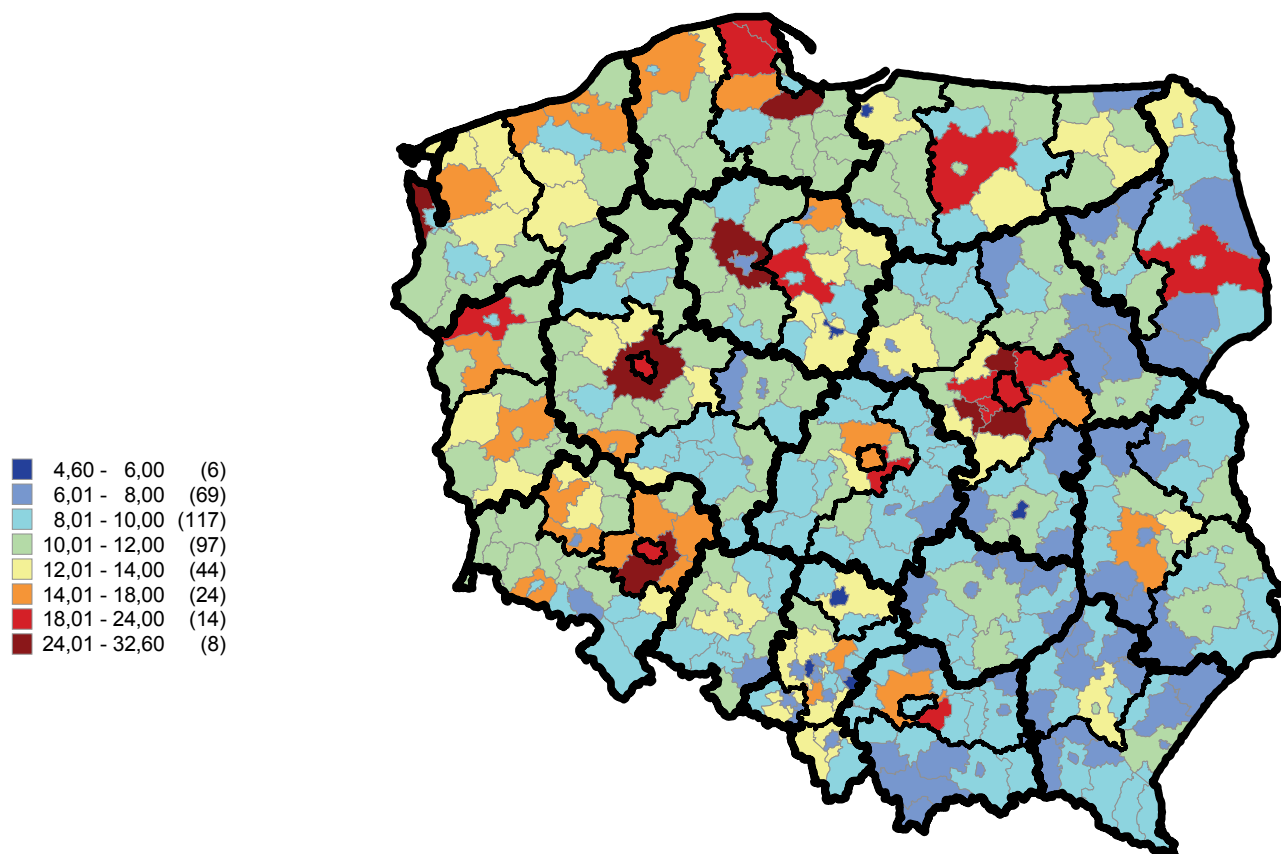 4,60 - 6,00 (6)
6,01 - 8,00 (69)
8,01 - 10,00 (117)
10,01 - 12,00 (97)
12,01 - 14,00 (44)
14,01 - 18,00 (24)
18,01 - 24,00 (14)
24,01 - 32,60 (8)